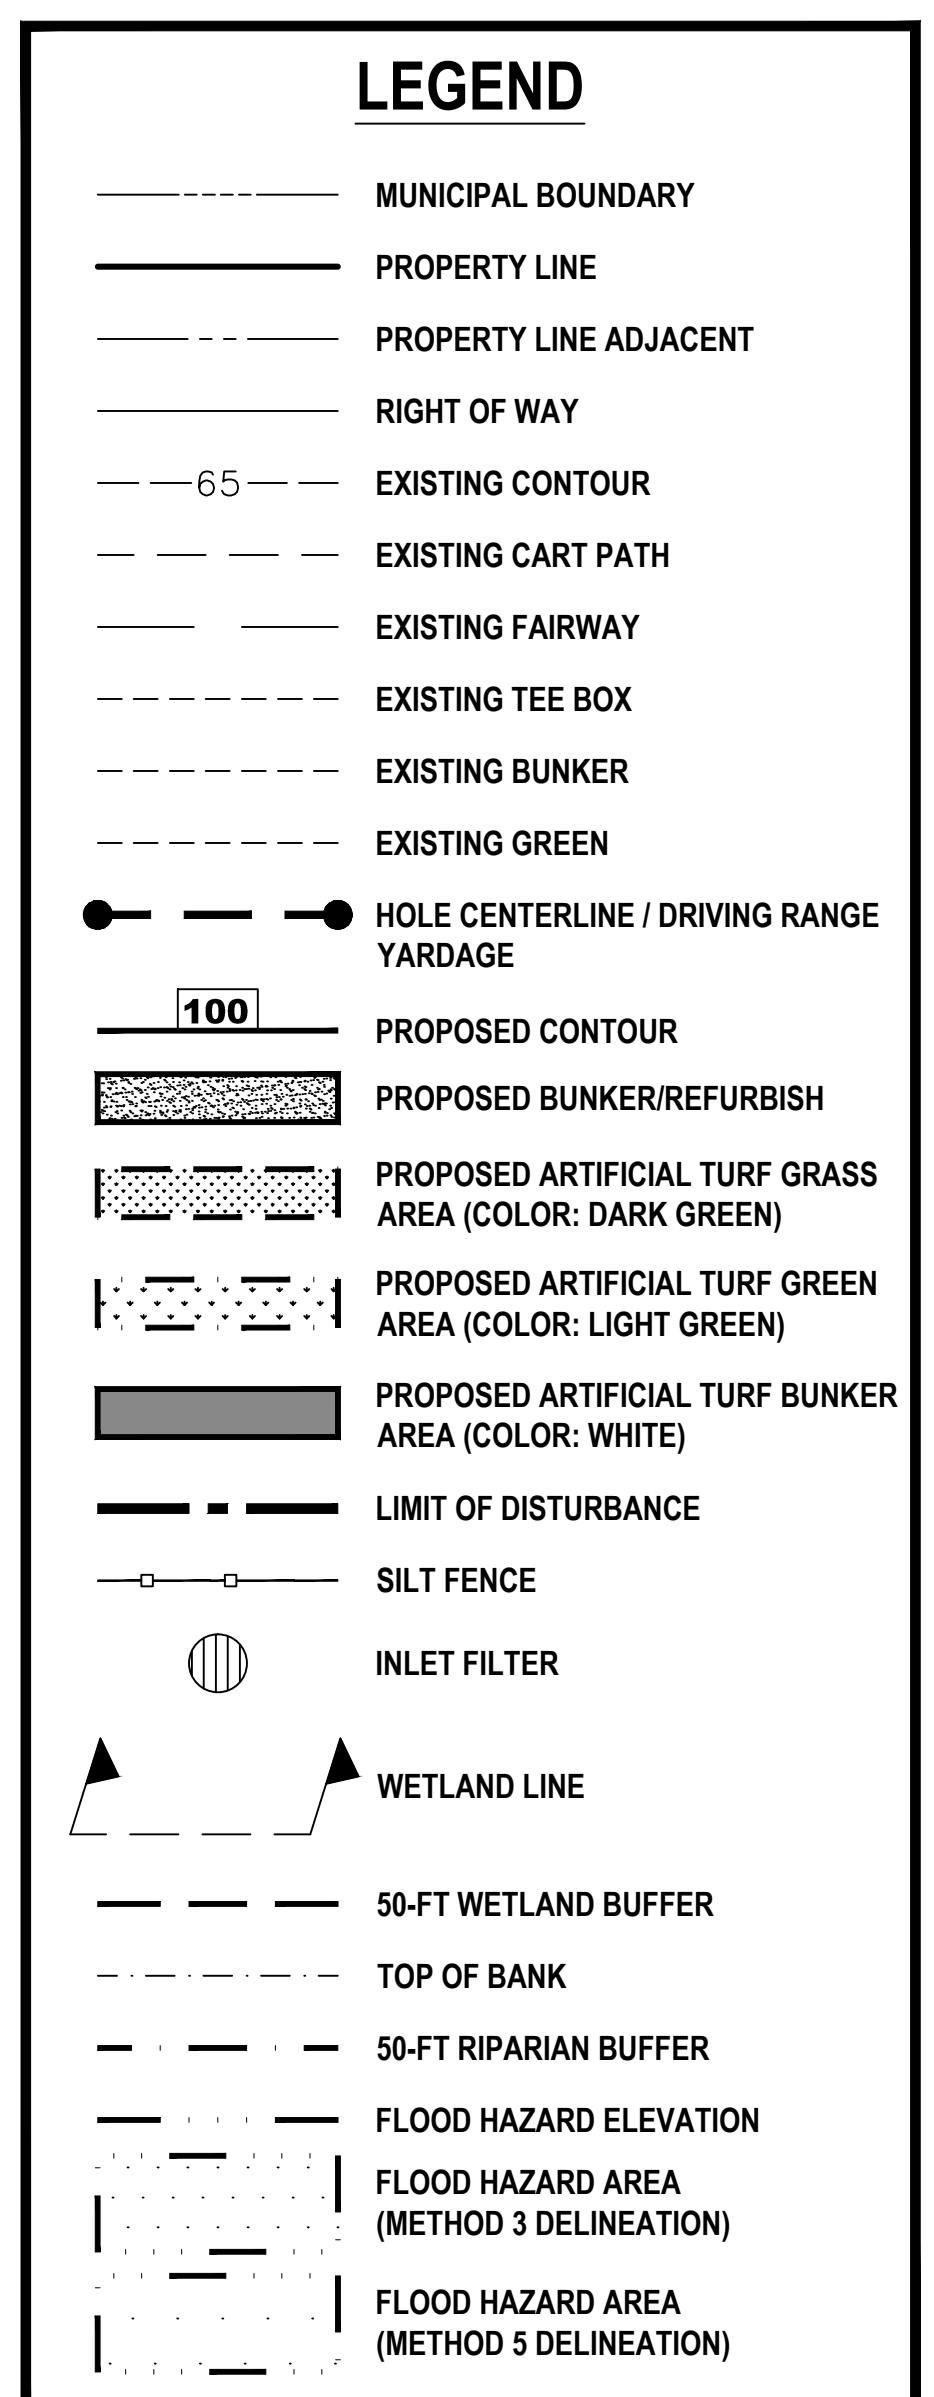 LEGEND
MUNICIPAL BOUNDARY
PROPERTY LINE
PROPERTY LINE ADJACENT
RIGHT OF WAY
65 EXISTING CONTOUR
EXISTING CART PATH
EXISTING FAIRWAY
EXISTING TEE BOX
EXISTING BUNKER
EXISTING GREEN
HOLE CENTERLINE / DRIVING RANGE
YARDAGE
100
PROPOSED CONTOUR
PROPOSED BUNKER/REFURBISH
PROPOSED ARTIFICIAL TURF GRASS
AREA (COLOR: DARK GREEN)
PROPOSED ARTIFICIAL TURF GREEN
AREA (COLOR: LIGHT GREEN)
PROPOSED ARTIFICIAL TURF BUNKER
AREA (COLOR: WHITE)
LIMIT OF DISTURBANCE
SILT FENCE
INLET FILTER
WETLAND LINE
50-FT WETLAND BUFFER
TOP OF BANK
50-FT RIPARIAN BUFFER
FLOOD HAZARD ELEVATION
FLOOD HAZARD AREA
(METHOD 3 DELINEATION)
FLOOD HAZARD AREA
(METHOD 5 DELINEATION)